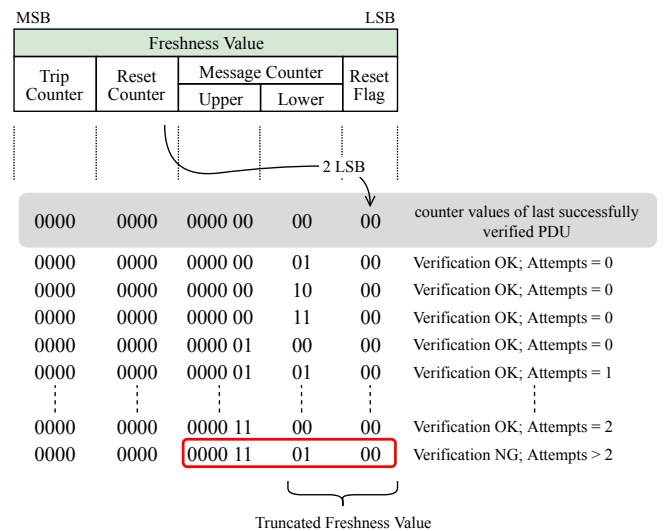 MSB LSB
Freshness Value
Trip Counter Reset Counter Message Counter Reset Flag
Upper Lower
2 LSB
0000 0000 0000 00 00 00 counter values of last successfully verified PDU
0000 0000 0000 00 01 00 Verification OK; Attempts = 0
0000 0000 0000 00 10 00 Verification OK; Attempts = 0
0000 0000 0000 00 11 00 Verification OK; Attempts = 0
0000 0000 0000 01 00 00 Verification OK; Attempts = 0
0000 0000 0000 01 01 00 Verification OK; Attempts = 1
0000 0000 0000 11 00 00 Verification OK; Attempts = 2
0000 0000 0000 11 01 00 Verification NG; Attempts > 2
Truncated Freshness Value